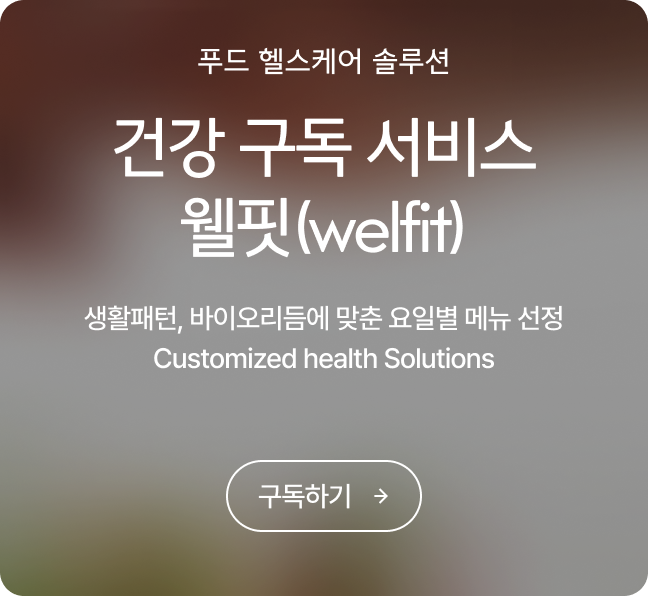 푸드 헬스케어 솔루션
건강 구독 서비스
웰핏(welfit)
생활패턴, 바이오리듬에 맞춘 요일별 메뉴 선정
Customized health Solutions
구독하기 →